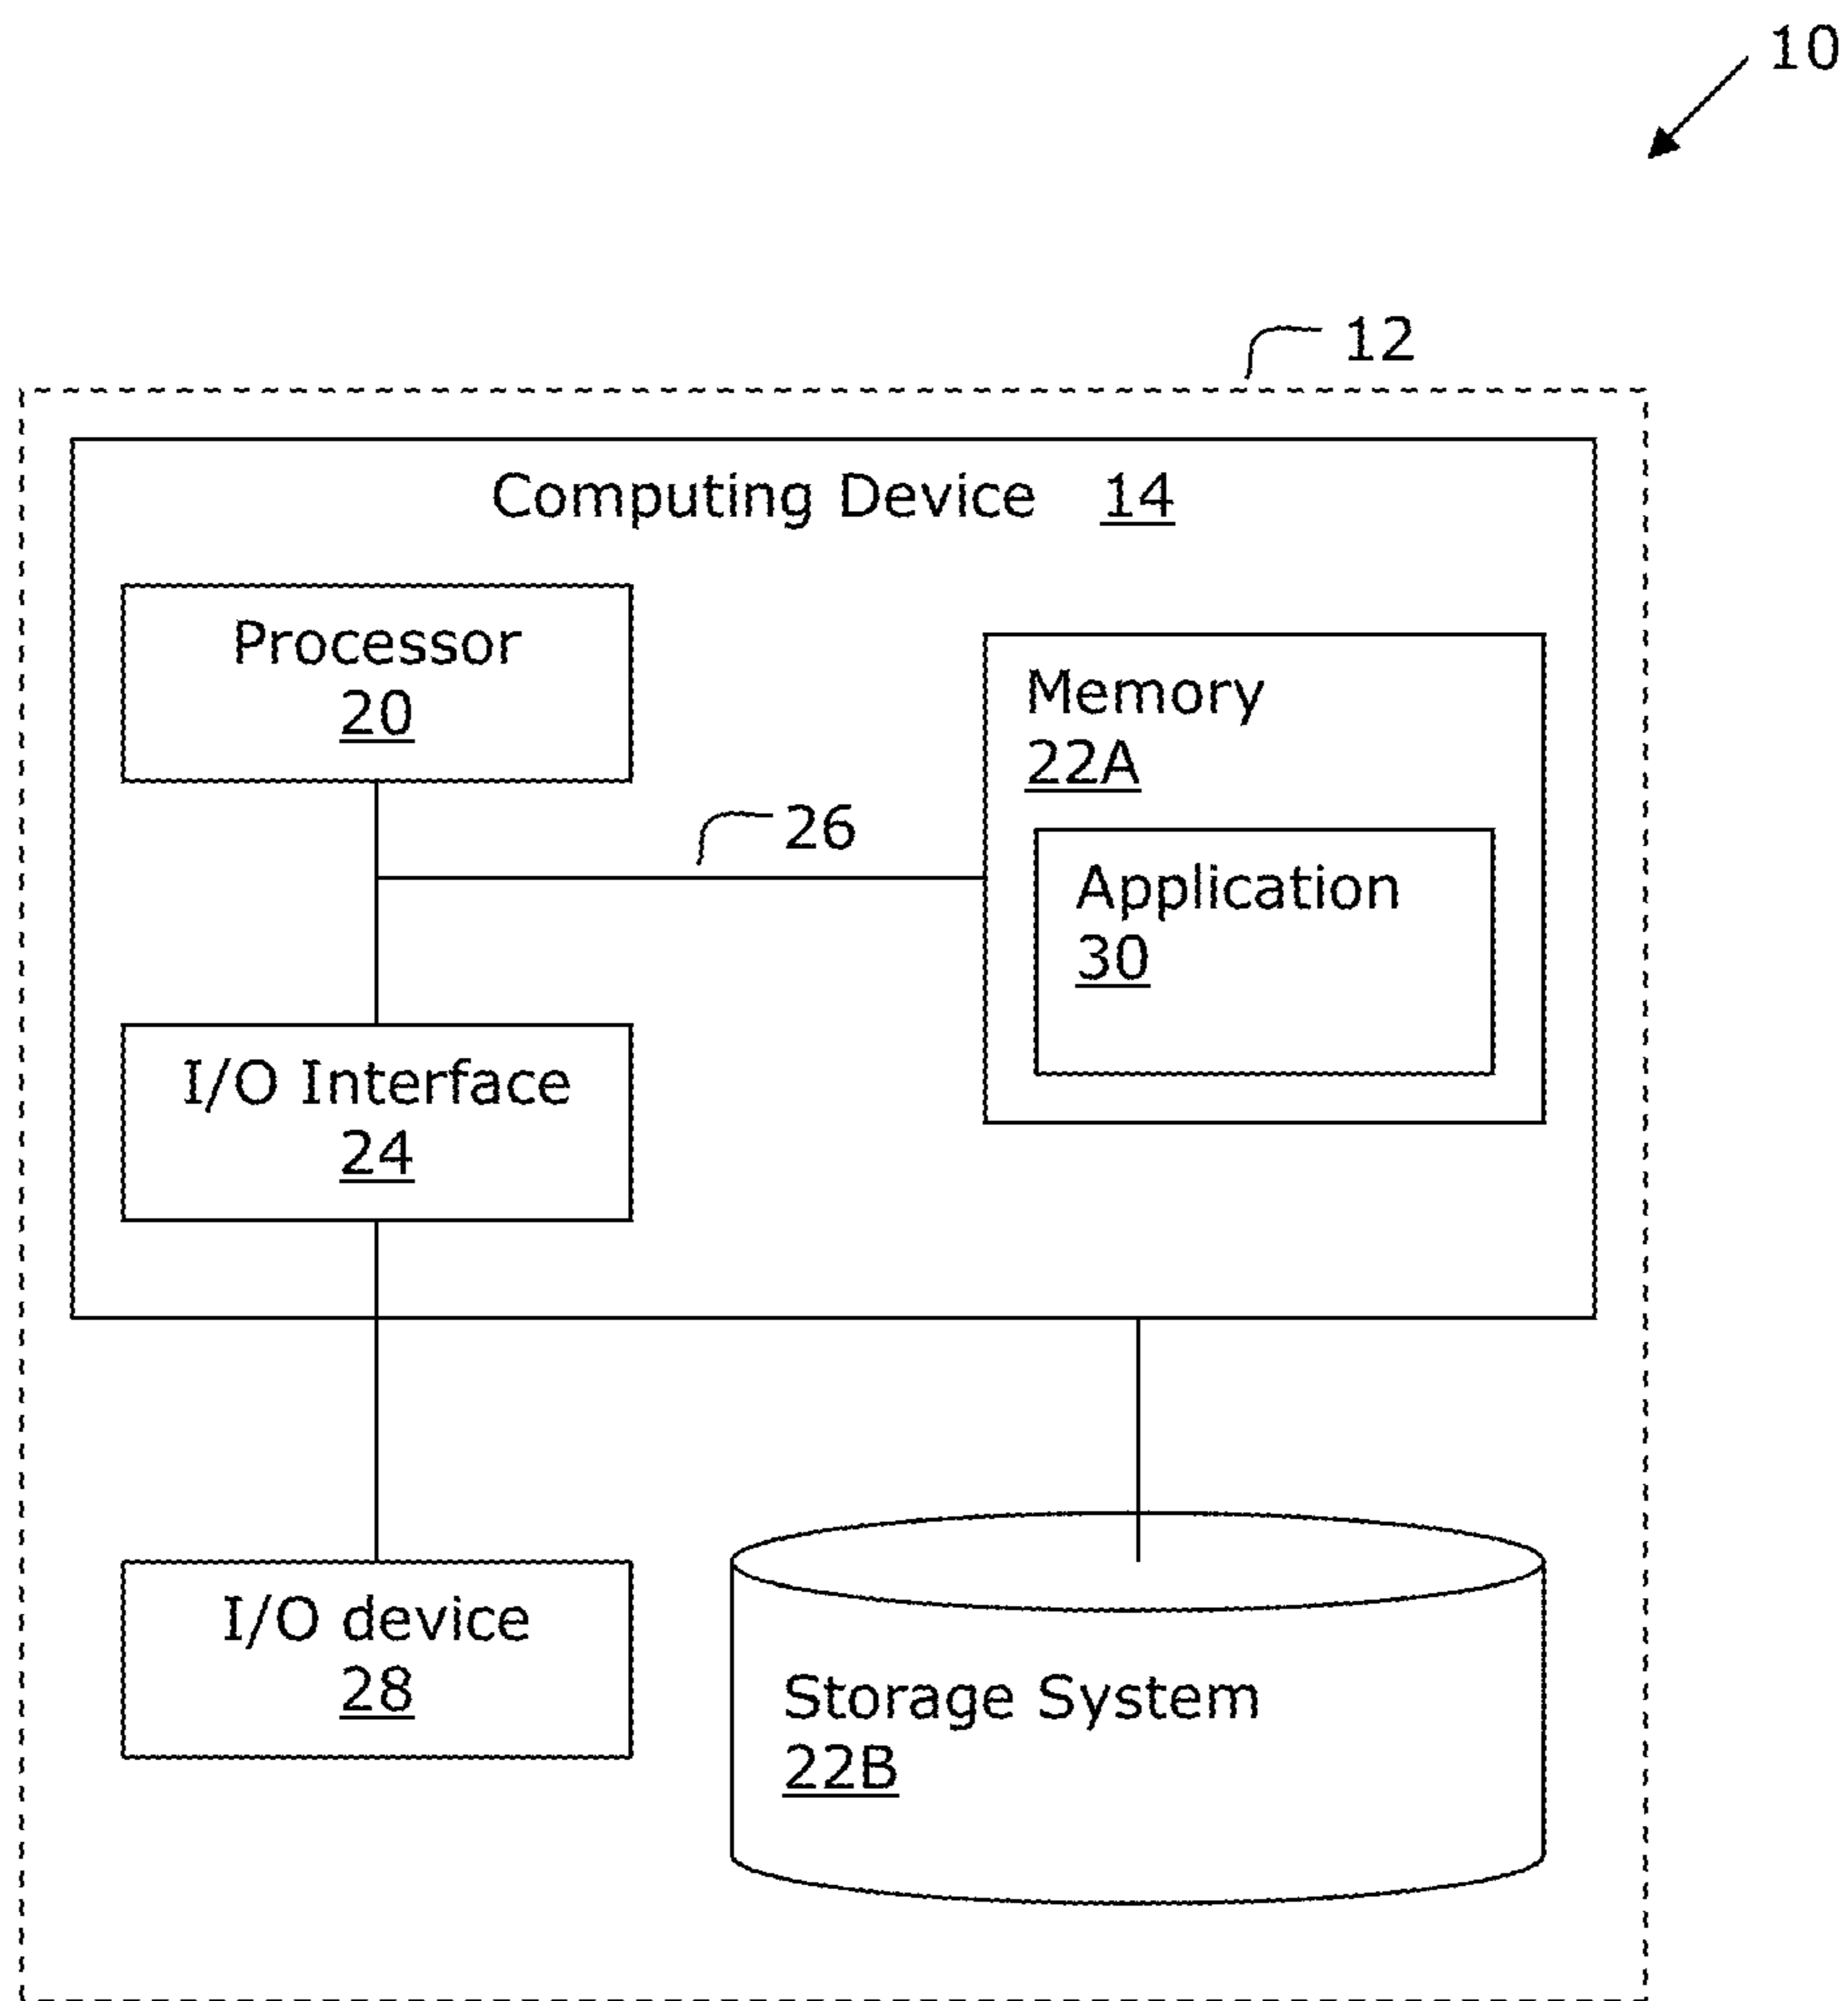 10
12
Computing Device 14
Processor
20
Memory
22A
26
Application
30
I/O Interface
24
I/O device
28
Storage System
22B